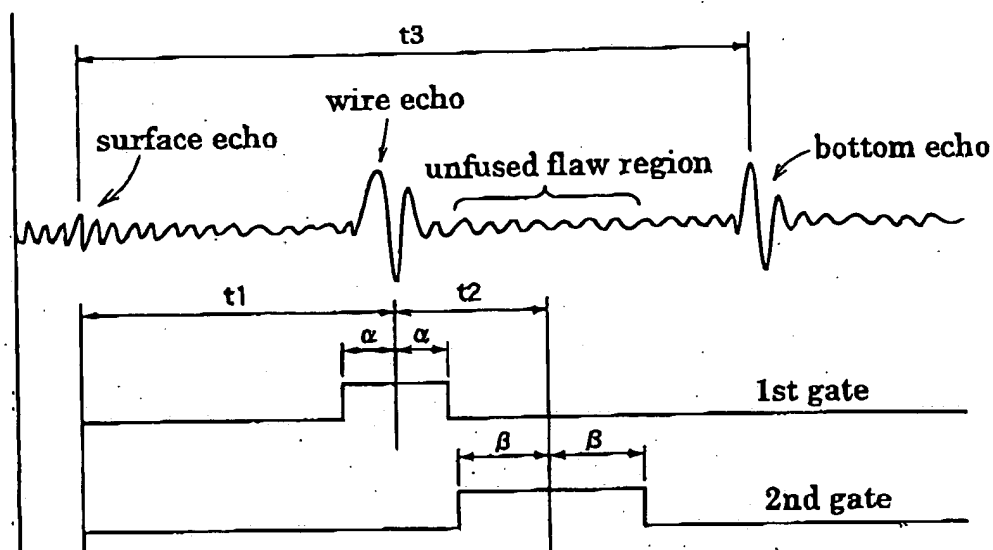 t3
wire echo
surface echo
unfused flaw region
bottom echo
t1
t2
α
α
1st gate
β
β
2nd gate